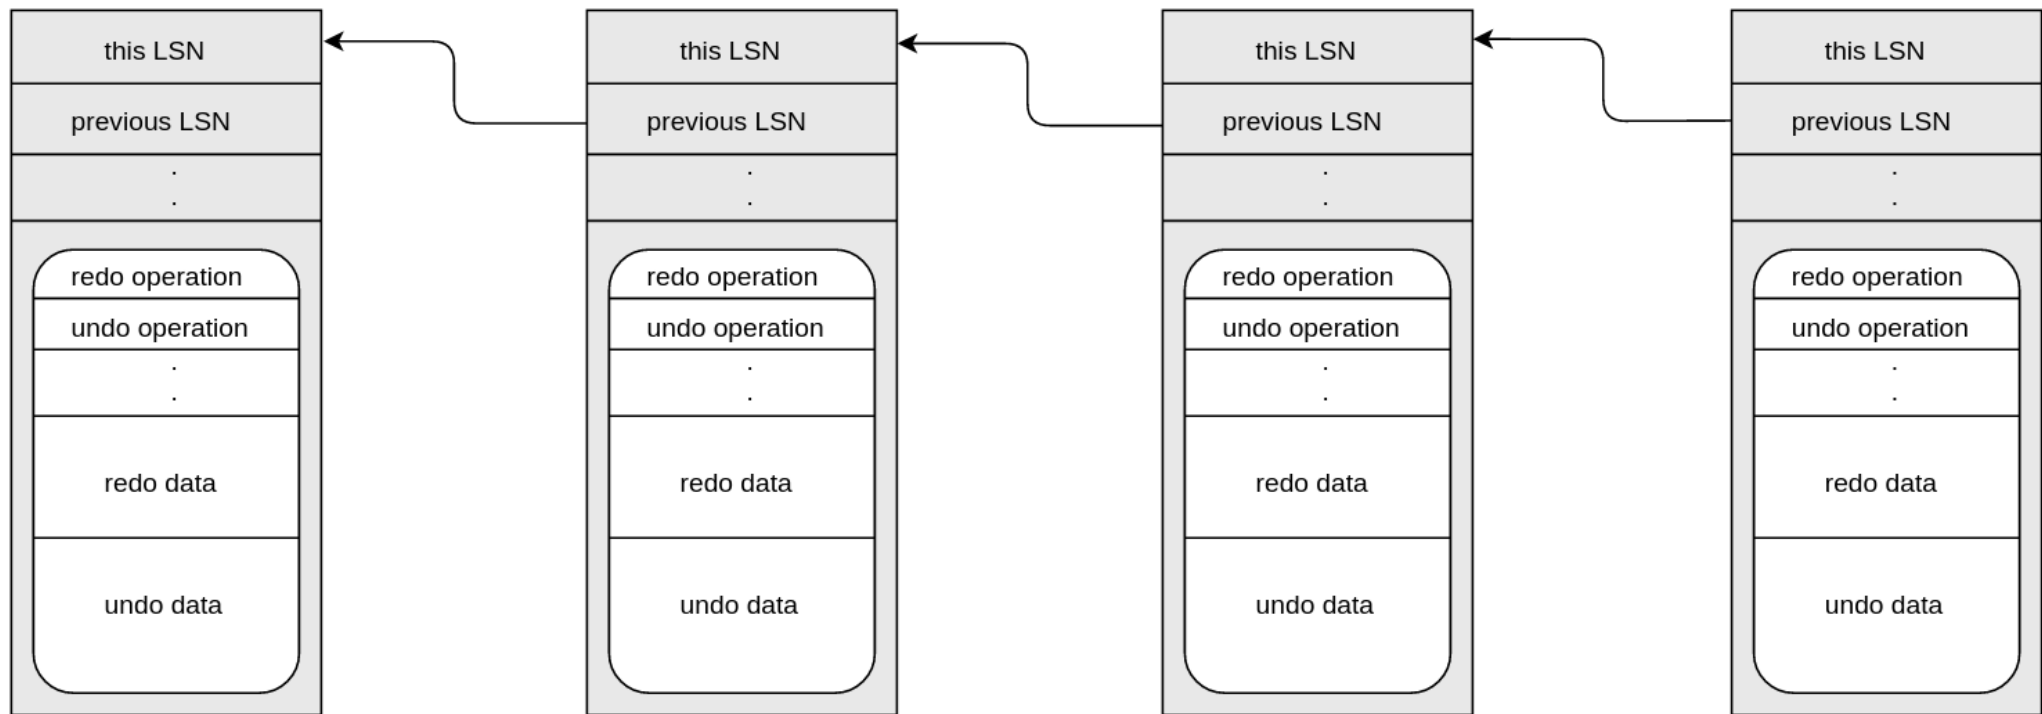 this LSN
previous LSN
.
.
redo operation
undo operation
.
.
redo data
undo data
this LSN
previous LSN
.
.
redo operation
undo operation
.
.
redo data
undo data
this LSN
previous LSN
.
.
redo operation
undo operation
.
.
redo data
undo data
this LSN
previous LSN
.
.
redo operation
undo operation
.
.
redo data
undo data